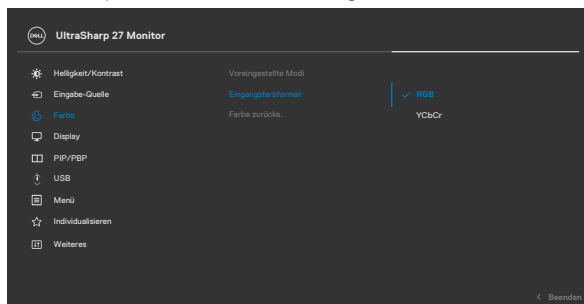 DELL UltraSharp 27 Monitor
Helligkeit/Kontrast Voreingestellte Modi
Eingabe-Quelle Eingangsfarbformat ✓ RGB
Farbe Farbe zurücks. YCbCr
Display
PIP/PBP
USB
Menü
Individualisieren
Weiteres
< Beenden